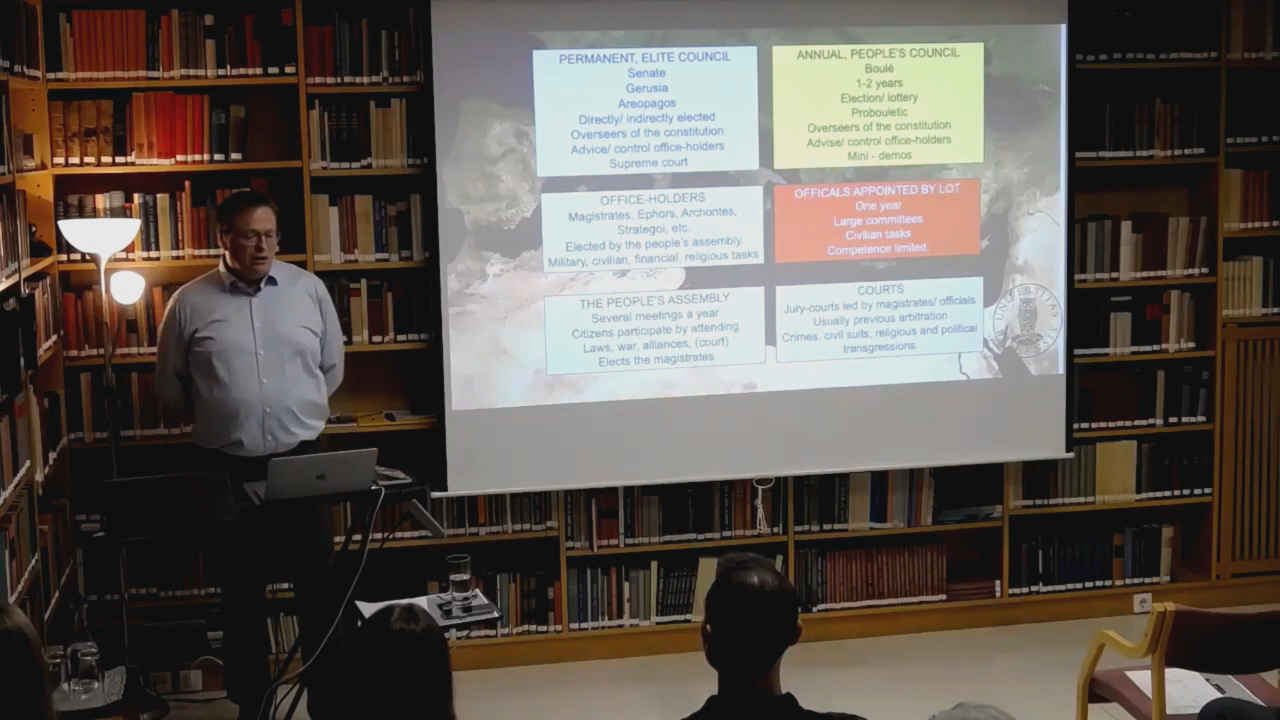 PERMANENT, ELITE COUNCIL
Senate
Gerusia
Areopagos
Directly/ indirectly elected
Overseers of the constitution
Advice/ control office-holders
Supreme court
ANNUAL, PEOPLE'S COUNCIL
Boulé
1-2 years
Election/ lottery
Probouletic
Overseers of the constitution
Advise/ control office-holders
Mini - demos
OFFICE-HOLDERS
Magistrates, Ephors, Archontes,
Strategoi, etc.
Elected by the people's assembly
Military, civilian, financial, religious tasks
OFFICALS APPOINTED BY LOT
One year
Large committees
Civilian tasks
Competence limited.
THE PEOPLE'S ASSEMBLY
Several meetings a year
Citizens participate by attending
Laws, war, alliances, (court)
Elects the magistrates
COURTS
Jury-courts led by magistrates/ officials
Usually previous arbitration
Crimes, civil suits, religious and political
transgressions.